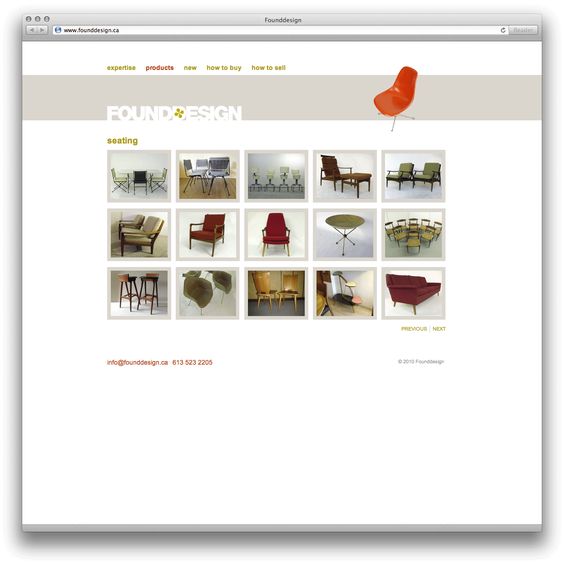 Founddesign
www.founddesign.ca
Reader
expertise products new how to buy how to sell
FOUNDDESIGN
seating
PREVIOUS | NEXT
info@founddesign.ca 613 523 2205
© 2010 Founddesign